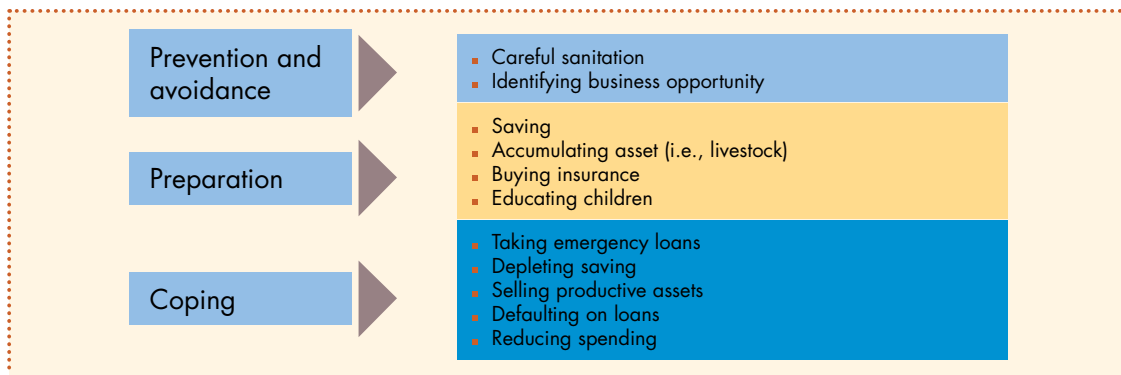 Prevention and
avoidance
▪ Careful sanitation
▪ Identifying business opportunity
Preparation
▪ Saving
▪ Accumulating asset (i.e., livestock)
▪ Buying insurance
▪ Educating children
Coping
▪ Taking emergency loans
▪ Depleting saving
▪ Selling productive assets
▪ Defaulting on loans
▪ Reducing spending